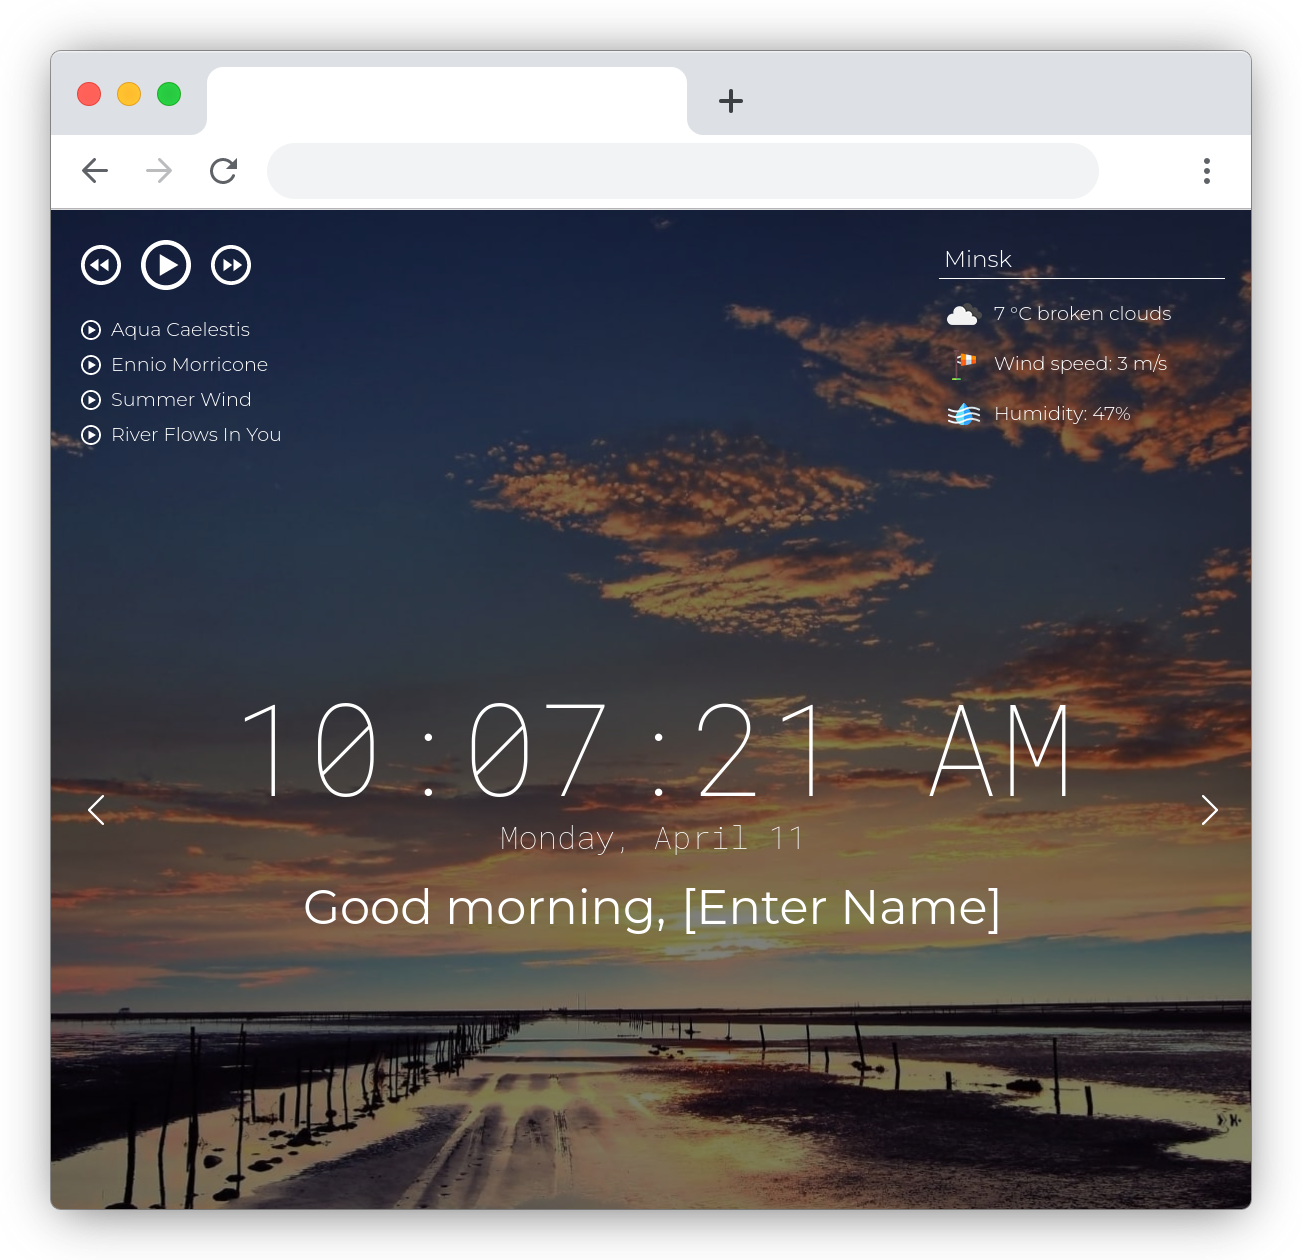 Aqua Caelestis
Ennio Morricone
Summer Wind
River Flows In You
Minsk
7 °C broken clouds
Wind speed: 3 m/s
Humidity: 47%
10:07:21 AM
Monday, April 11
Good morning, [Enter Name]